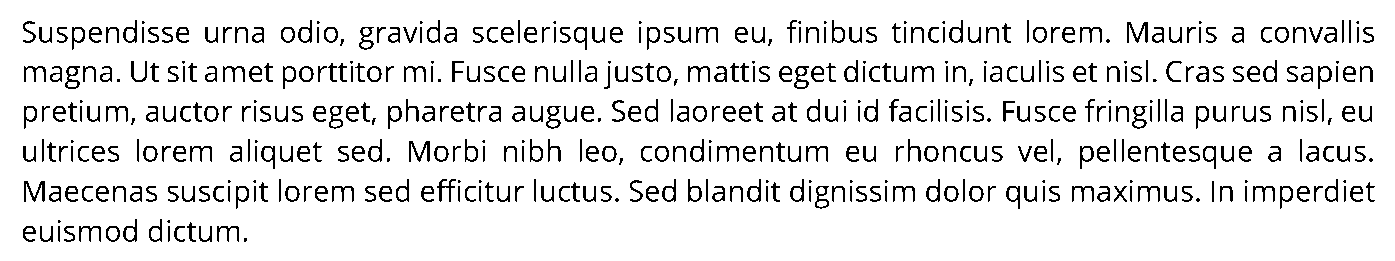 Suspendisse urna odio, gravida scelerisque ipsum eu, finibus tincidunt lorem. Mauris a convallis
magna. Ut sit amet porttitor mi. Fusce nulla justo, mattis eget dictum in, iaculis et nisl. Cras sed sapien
pretium, auctor risus eget, pharetra augue. Sed laoreet at dui id facilisis. Fusce fringilla purus nisl, eu
ultrices lorem aliquet sed. Morbi nibh leo, condimentum eu rhoncus vel, pellentesque a lacus.
Maecenas suscipit lorem sed efficitur luctus. Sed blandit dignissim dolor quis maximus. In imperdiet
euismod dictum.